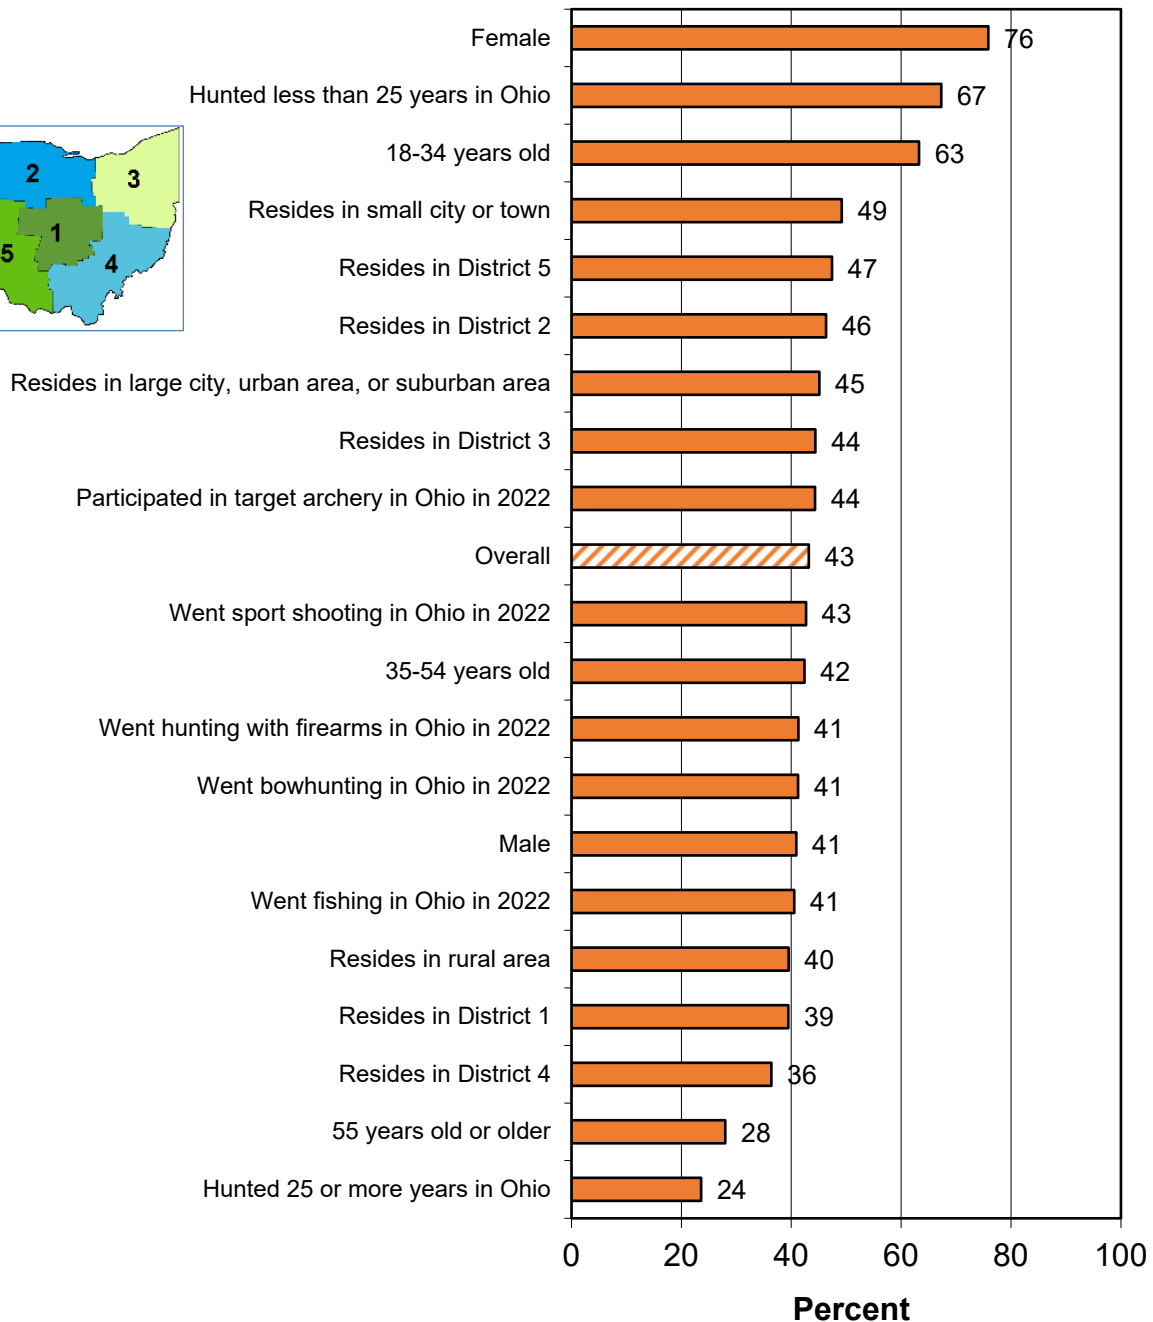 Female 76
Hunted less than 25 years in Ohio 67
18-34 years old 63
Resides in small city or town 49
Resides in District 5 47
Resides in District 2 46
Resides in large city, urban area, or suburban area 45
Resides in District 3 44
Participated in target archery in Ohio in 2022 44
Overall 43
Went sport shooting in Ohio in 2022 43
35-54 years old 42
Went hunting with firearms in Ohio in 2022 41
Went bowhunting in Ohio in 2022 41
Male 41
Went fishing in Ohio in 2022 41
Resides in rural area 40
Resides in District 1 39
Resides in District 4 36
55 years old or older 28
Hunted 25 or more years in Ohio 24
0 20 40 60 80 100
Percent
2 3
1
5 4